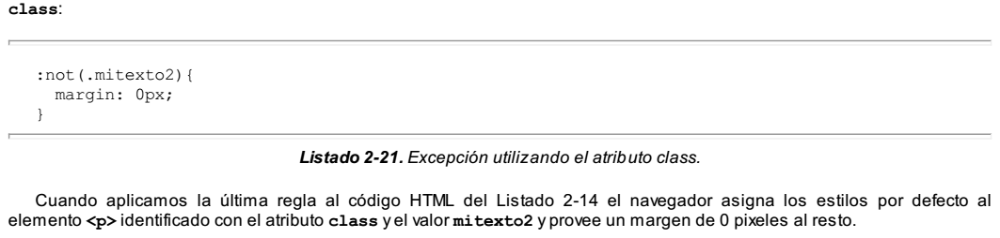 class:
:not(.mitexto2){
margin: 0px;
}
Listado 2-21. Excepción utilizando el atributo class.
Cuando aplicamos la última regla al código HTML del Listado 2-14 el navegador asigna los estilos por defecto al
elemento <p> identificado con el atributo class y el valor mitexto2 y provee un margen de 0 pixeles al resto.